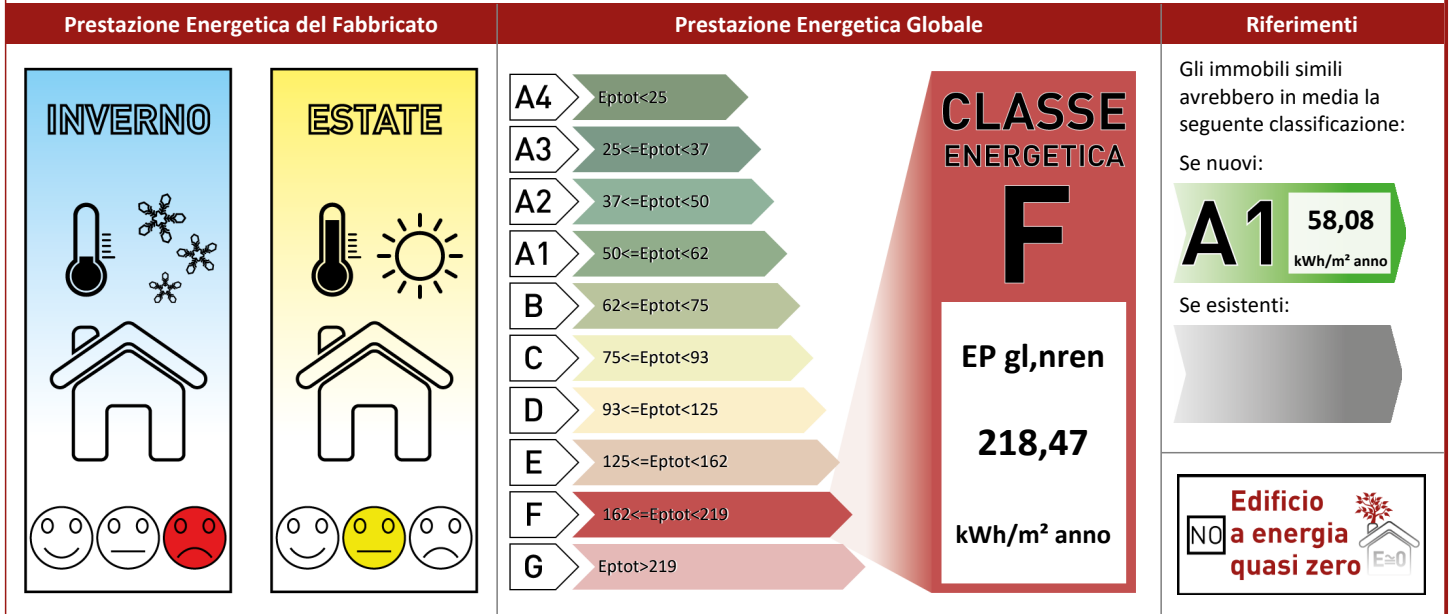 Prestazione Energetica del Fabbricato
Prestazione Energetica Globale
Riferimenti
INVERNO
ESTATE
A4 Eptot<25
A3 25<=Eptot<37
A2 37<=Eptot<50
A1 50<=Eptot<62
B 62<=Eptot<75
C 75<=Eptot<93
D 93<=Eptot<125
E 125<=Eptot<162
F 162<=Eptot<219
G Eptot>219
CLASSE
ENERGETICA
F
EP gl,nren
218,47
kWh/m² anno
Gli immobili simili
avrebbero in media la
seguente classificazione:
Se nuovi:
A1 58,08
kWh/m² anno
Se esistenti:
Edificio
NO a energia
quasi zero E≅0